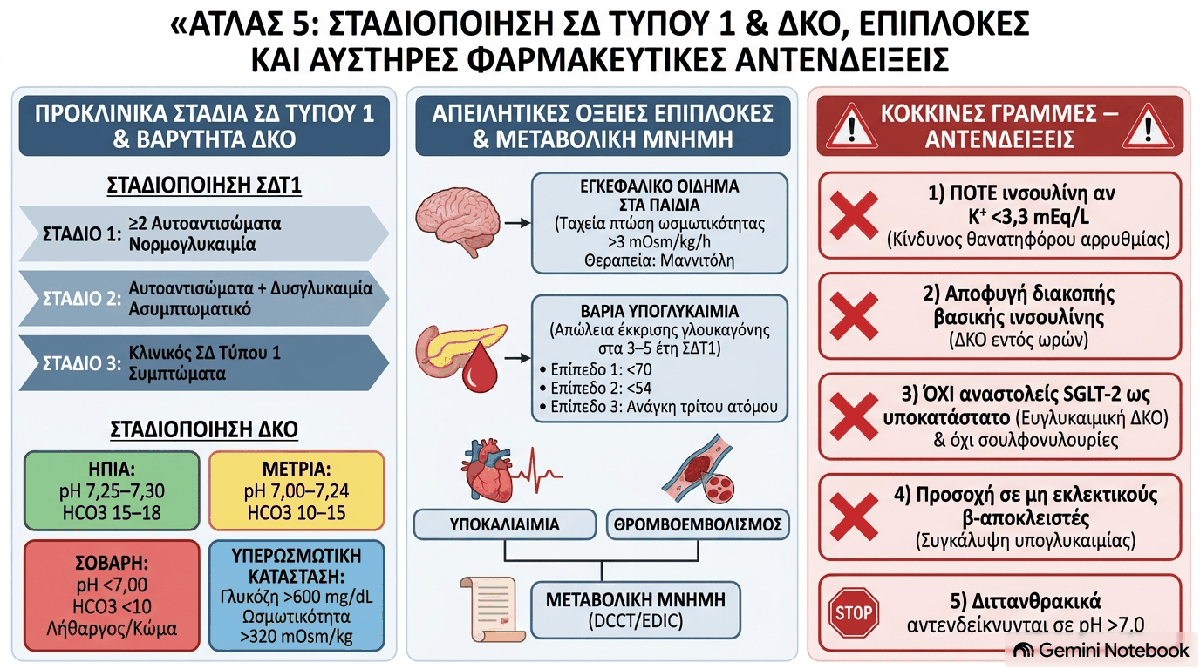 «ΑΤΛΑΣ 5: ΣΤΑΔΙΟΠΟΙΗΣΗ ΣΔ ΤΥΠΟΥ 1 & ΔΚΟ, ΕΠΙΠΛΟΚΕΣ
ΚΑΙ ΑΥΣΤΗΡΕΣ ΦΑΡΜΑΚΕΥΤΙΚΕΣ ΑΝΤΕΝΔΕΙΞΕΙΣ
ΠΡΟΚΛΙΝΙΚΑ ΣΤΑΔΙΑ ΣΔ ΤΥΠΟΥ 1
& ΒΑΡΥΤΗΤΑ ΔΚΟ
ΣΤΑΔΙΟΠΟΙΗΣΗ ΣΔΤ1
ΣΤΑΔΙΟ 1: ≥2 Αυτοαντισώματα
Νορμογλυκαιμία
ΣΤΑΔΙΟ 2: Αυτοαντισώματα + Δυσγλυκαιμία
Ασυμπτωματικό
ΣΤΑΔΙΟ 3: Κλινικός ΣΔ Τύπου 1
Συμπτώματα
ΣΤΑΔΙΟΠΟΙΗΣΗ ΔΚΟ
ΗΠΙΑ:
pH 7,25–7,30
HCO3 15–18
ΜΕΤΡΙΑ:
pH 7,00–7,24
HCO3 10–15
ΣΟΒΑΡΗ:
pH <7,00
HCO3 <10
Λήθαργος/Κώμα
ΥΠΕΡΩΣΜΩΤΙΚΗ
ΚΑΤΑΣΤΑΣΗ:
Γλυκόζη >600 mg/dL
Ωσμωτικότητα
>320 mOsm/kg
ΑΠΕΙΛΗΤΙΚΕΣ ΟΞΕΙΕΣ ΕΠΙΠΛΟΚΕΣ
& ΜΕΤΑΒΟΛΙΚΗ ΜΝΗΜΗ
ΕΓΚΕΦΑΛΙΚΟ ΟΙΔΗΜΑ
ΣΤΑ ΠΑΙΔΙΑ
(Ταχεία πτώση ωσμωτικότητας
>3 mOsm/kg/h
Θεραπεία: Μαννιτόλη
ΒΑΡΙΑ ΥΠΟΓΛΥΚΑΙΜΙΑ
(Απώλεια έκκρισης γλουκαγόνης
στα 3–5 έτη ΣΔΤ1)
• Επίπεδο 1: <70
• Επίπεδο 2: <54
• Επίπεδο 3: Ανάγκη τρίτου ατόμου
ΥΠΟΚΑΛΙΑΙΜΙΑ
ΘΡΟΜΒΟΕΜΒΟΛΙΣΜΟΣ
ΜΕΤΑΒΟΛΙΚΗ ΜΝΗΜΗ
(DCCT/EDIC)
ΚΟΚΚΙΝΕΣ ΓΡΑΜΜΕΣ –
ΑΝΤΕΝΔΕΙΞΕΙΣ
1) ΠΟΤΕ ινσουλίνη αν
K⁺ <3,3 mEq/L
(Κίνδυνος θανατηφόρου αρρυθμίας)
2) Αποφυγή διακοπής
βασικής ινσουλίνης
(ΔΚΟ εντός ωρών)
3) ΌΧΙ αναστολείς SGLT-2 ως
υποκατάστατο (Ευγλυκαιμική ΔΚΟ)
& όχι σουλφονυλουρίες
4) Προσοχή σε μη εκλεκτικούς
β-αποκλειστές
(Συγκάλυψη υπογλυκαιμίας)
STOP
5) Διττανθρακικά
αντενδείκνυνται σε pH >7.0
Gemini Notebook